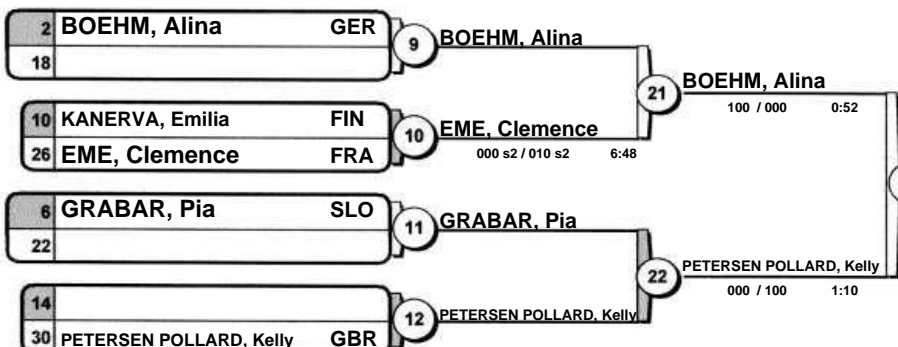 2 BOEHM, Alina GER
18
9 BOEHM, Alina
10 KANERVA, Emilia FIN
26 EME, Clemence FRA
10 EME, Clemence
000 s2 / 010 s2 6:48
21 BOEHM, Alina
100 / 000 0:52
6 GRABAR, Pia SLO
22
11 GRABAR, Pia
14
30 PETERSEN POLLARD, Kelly GBR
12 PETERSEN POLLARD, Kelly
22 PETERSEN POLLARD, Kelly
000 / 100 1:10